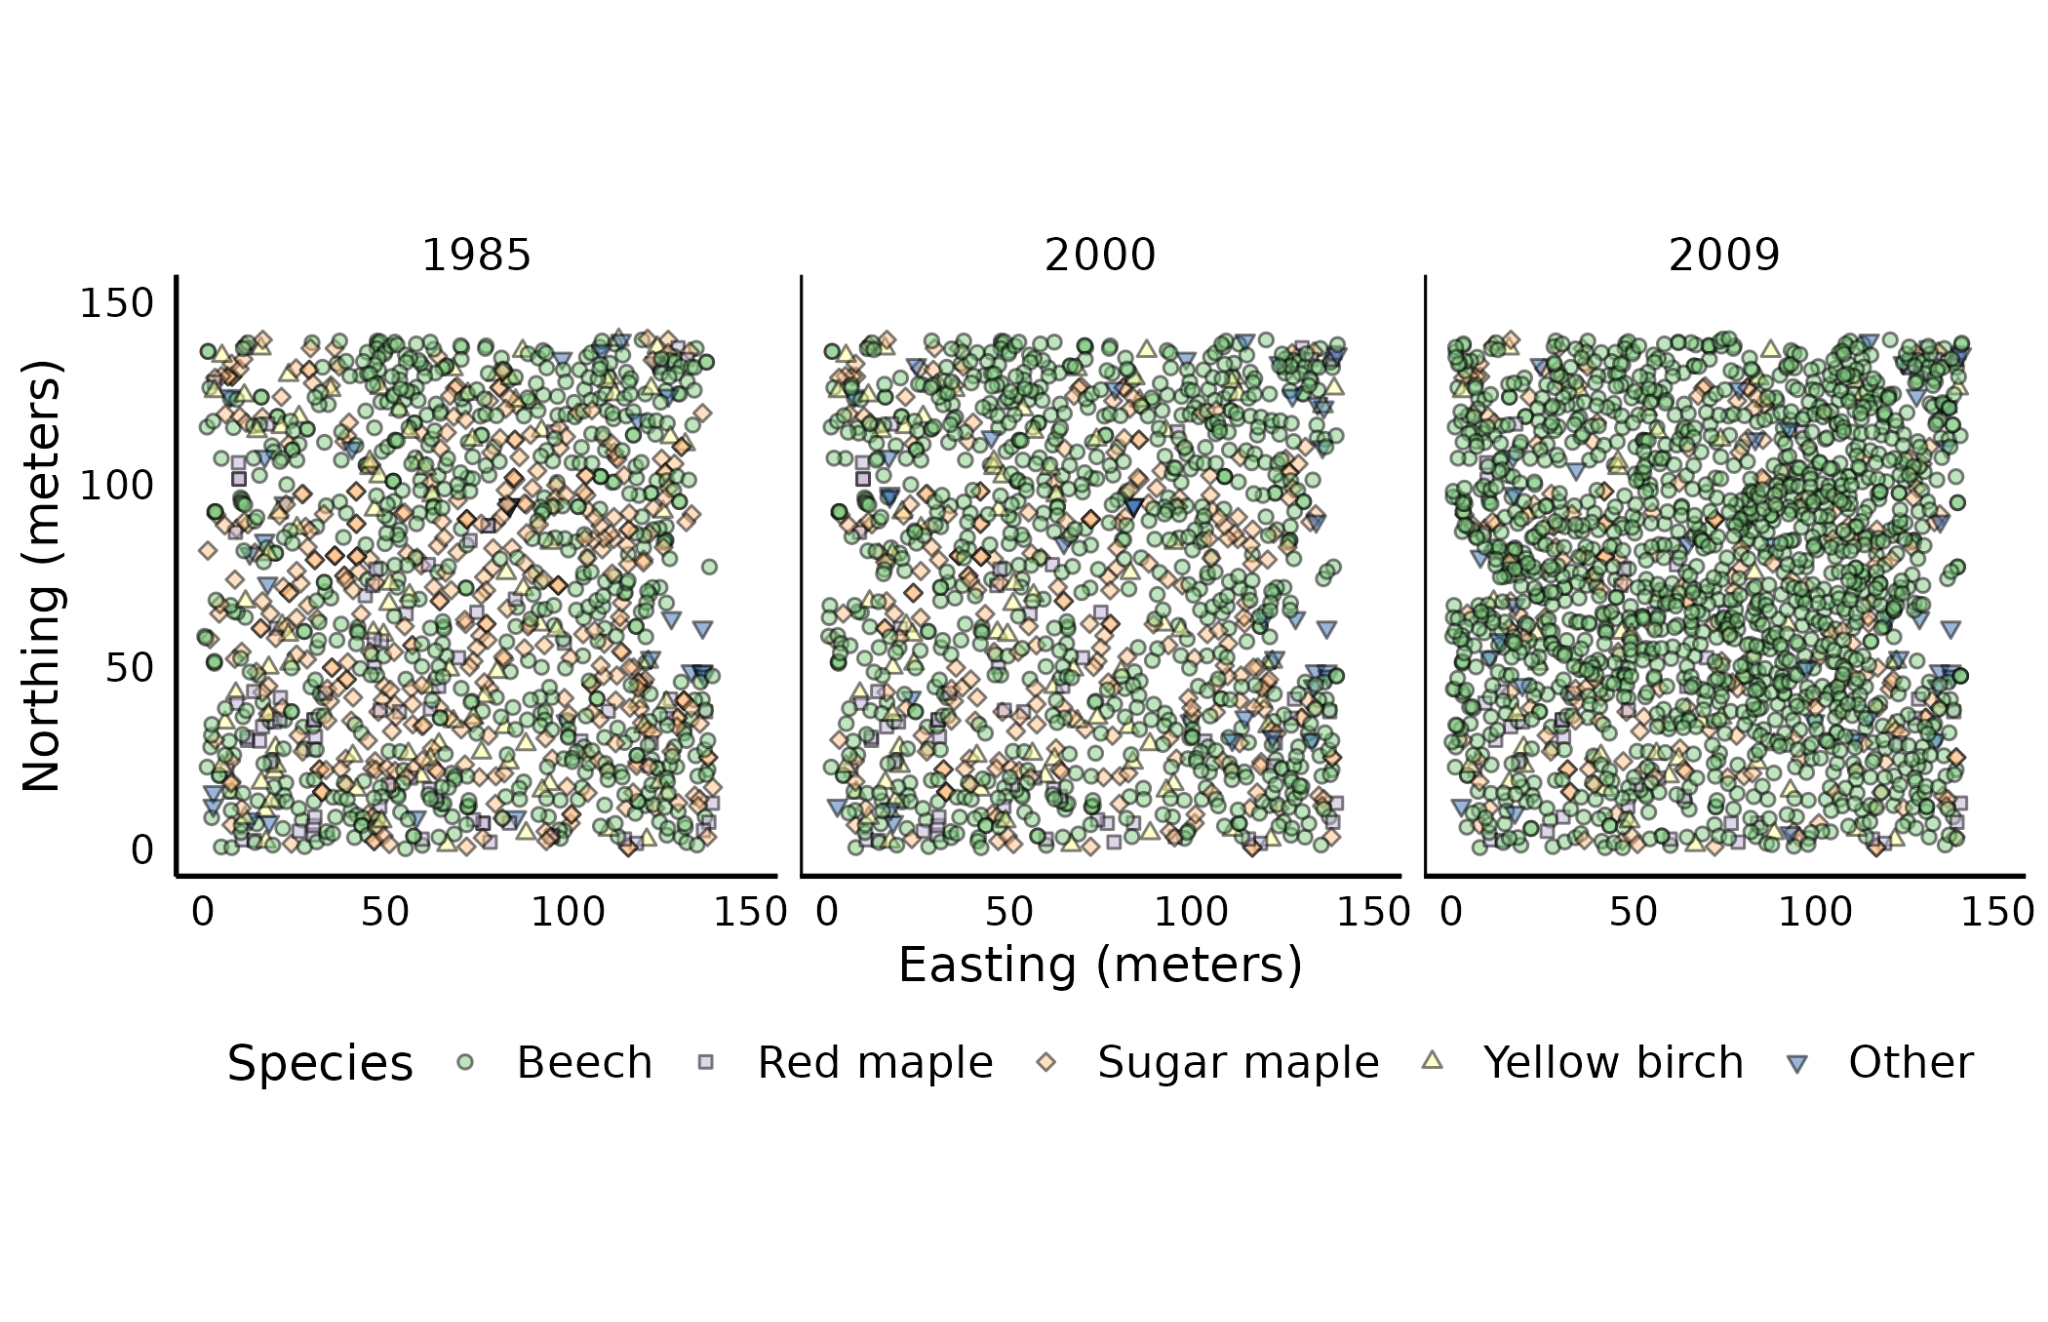 1985 2000 2009
150
100
50
0
Northing (meters)
0 50 100 150 0 50 100 150 0 50 100 150
Easting (meters)
Species Beech Red maple Sugar maple Yellow birch Other